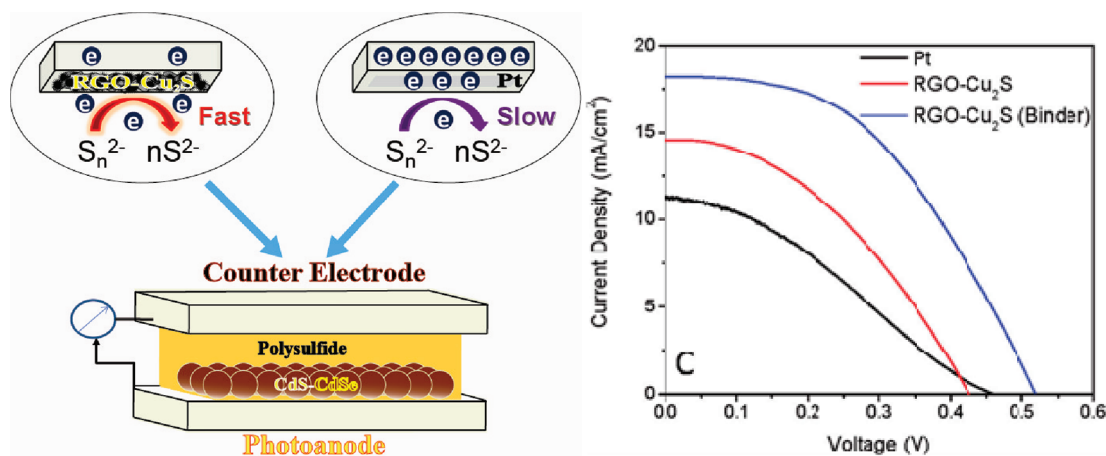 e e
RGO-Cu₂S
e e
e
Fast
Sₙ²⁻ nS²⁻
e e e e e e e
e e e Pt
e
Slow
Sₙ²⁻ nS²⁻
Counter Electrode
Polysulfide
CdS-CdSe
Photoanode
Current Density (mA/cm²)
20
15
10
5
0
Pt
RGO-Cu₂S
RGO-Cu₂S (Binder)
C
0.0 0.1 0.2 0.3 0.4 0.5 0.6
Voltage (V)